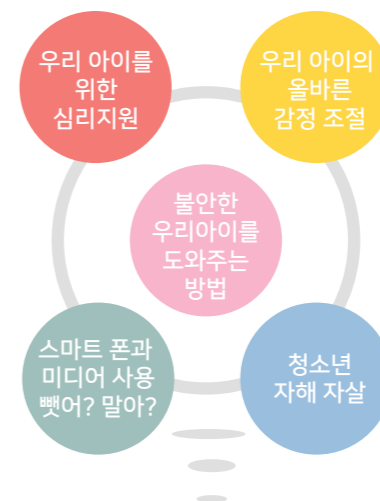 우리 아이를
위한
심리지원
우리 아이의
올바른
감정 조절
불안한
우리아이를
도와주는
방법
스마트 폰과
미디어 사용
뺏어? 말아?
청소년
자해 자살